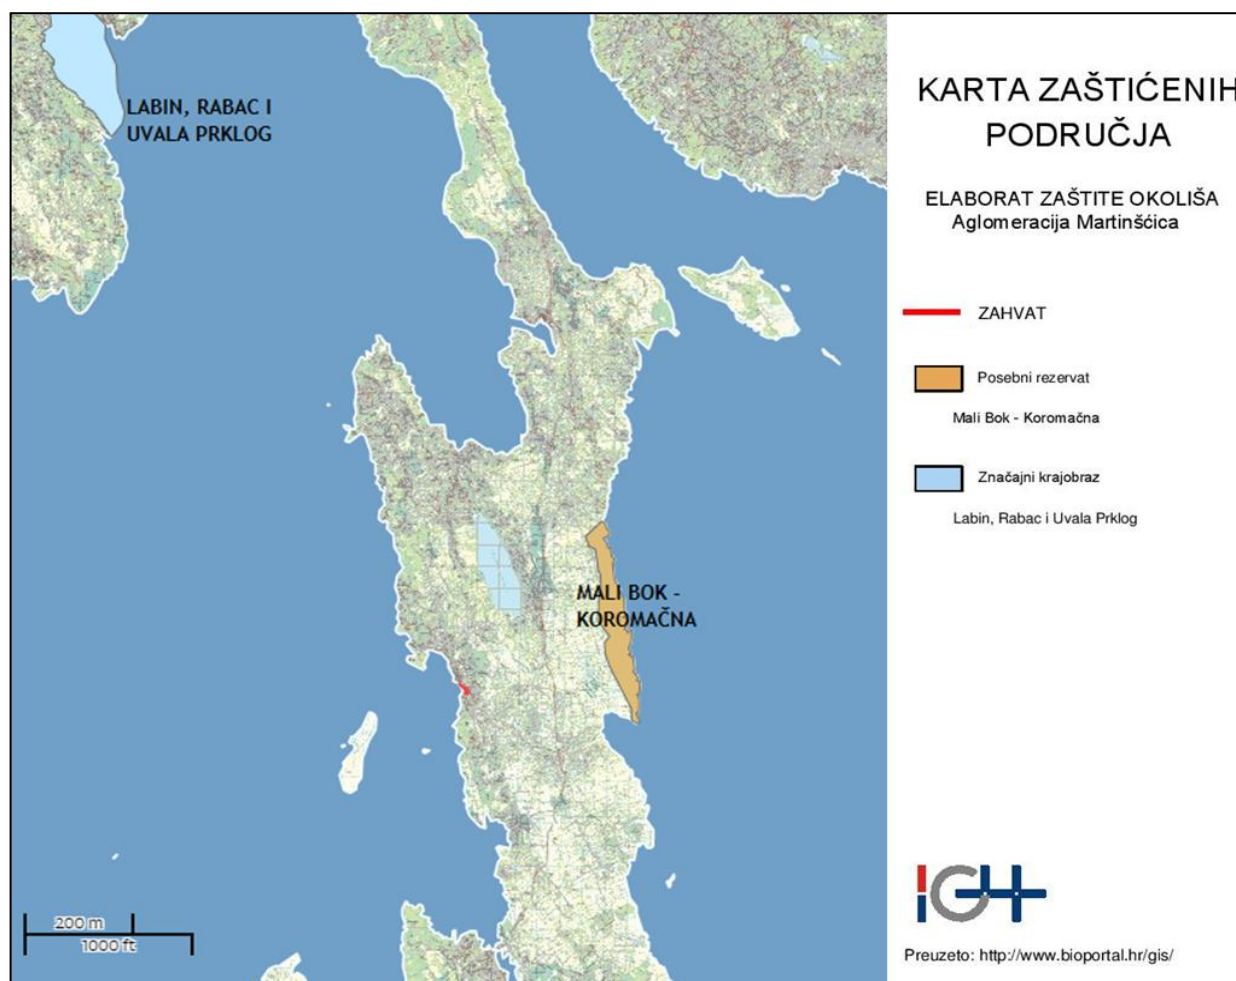 LABIN, RABAC I
UVALA PRKLOG
MALI BOK -
KOROMAČNA
200 m
1000 ft
KARTA ZAŠTIĆENIH
PODRUČJA
ELABORAT ZAŠTITE OKOLIŠA
Aglomeracija Martinšćica
ZAHVAT
Posebni rezervat
Mali Bok - Koromačna
Značajni krajobraz
Labin, Rabac i Uvala Prklog
IGH
Preuzeto: http://www.bioportal.hr/gis/